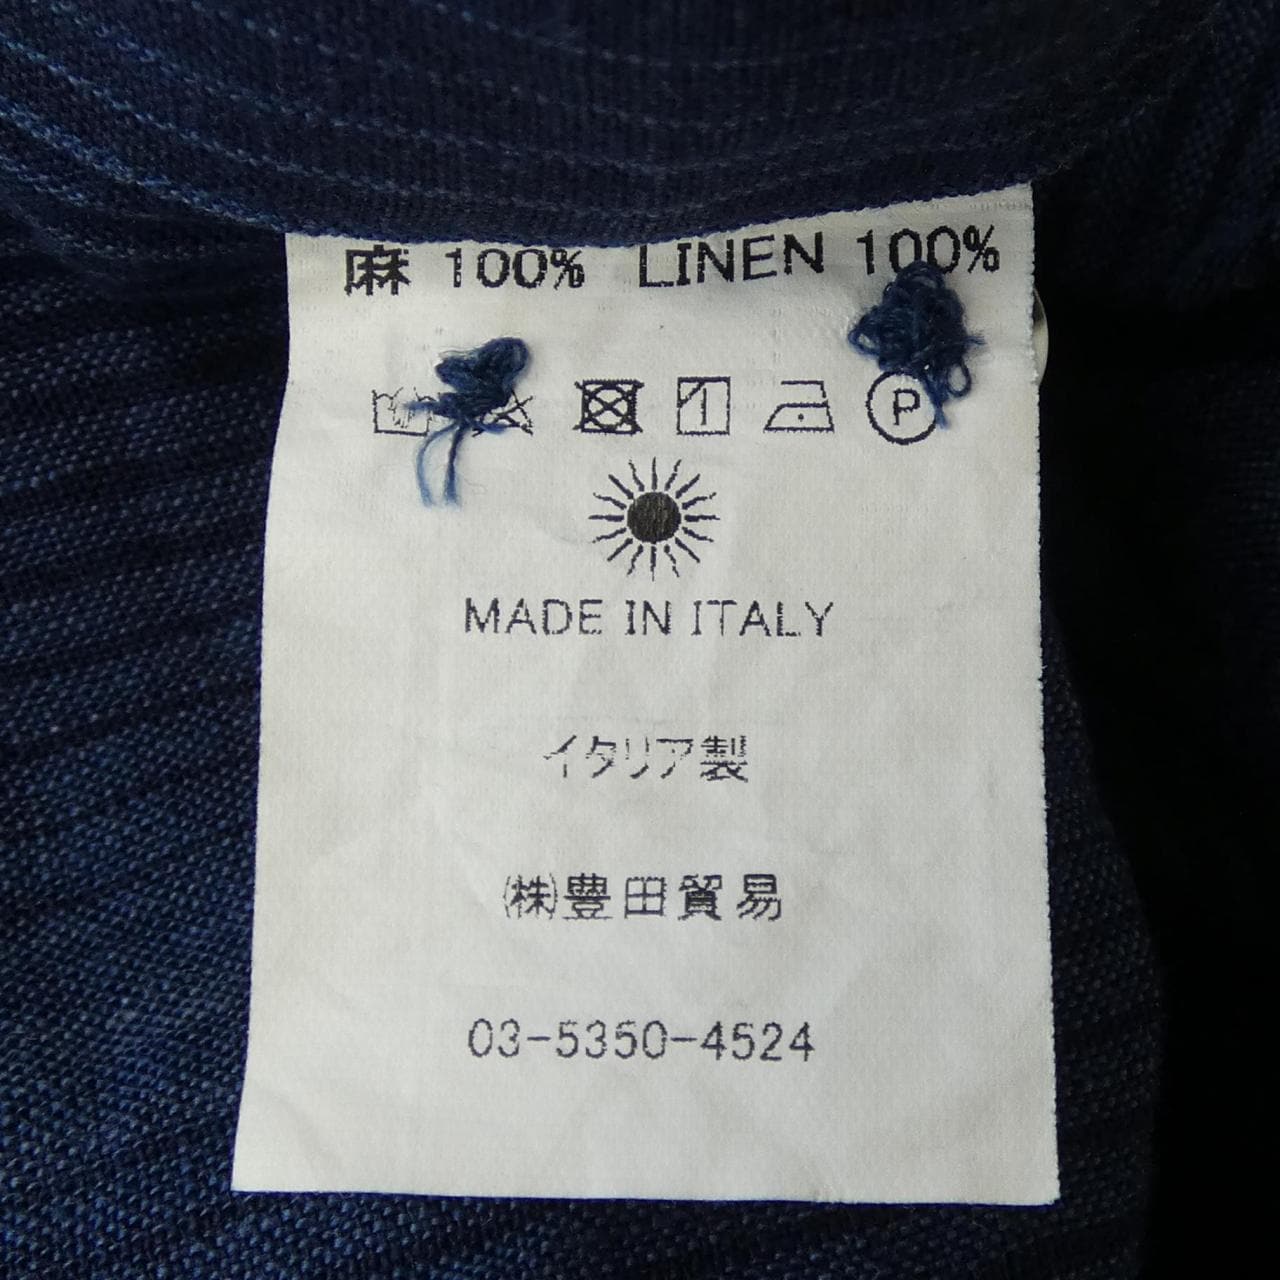 麻 100% LINEN 100%
P
MADE IN ITALY
イタリア製
㈱豊田貿易
03-5350-4524